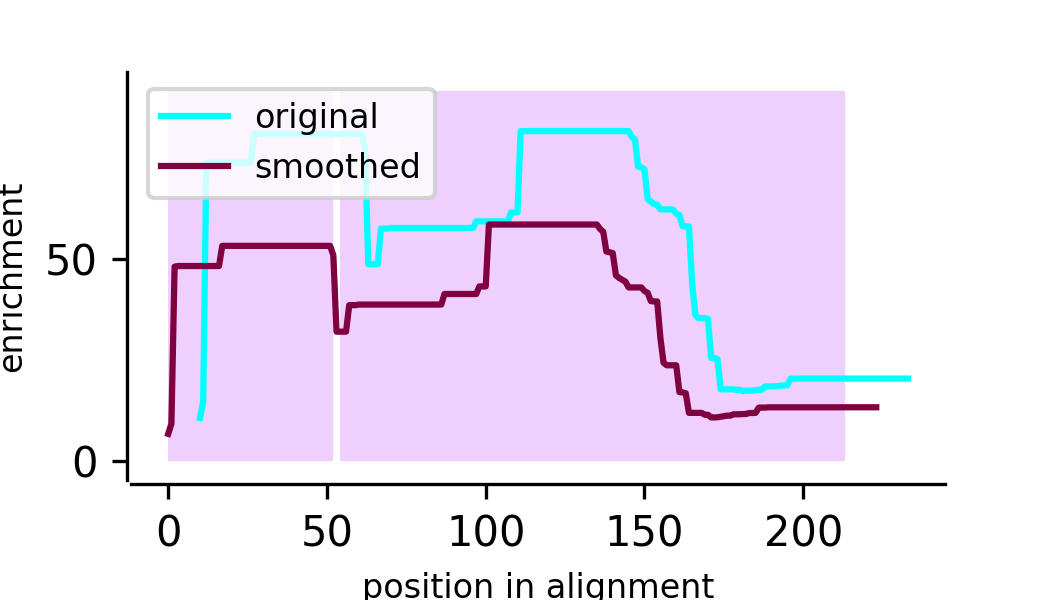 original
smoothed
enrichment
50
0
0 50 100 150 200
position in alignment